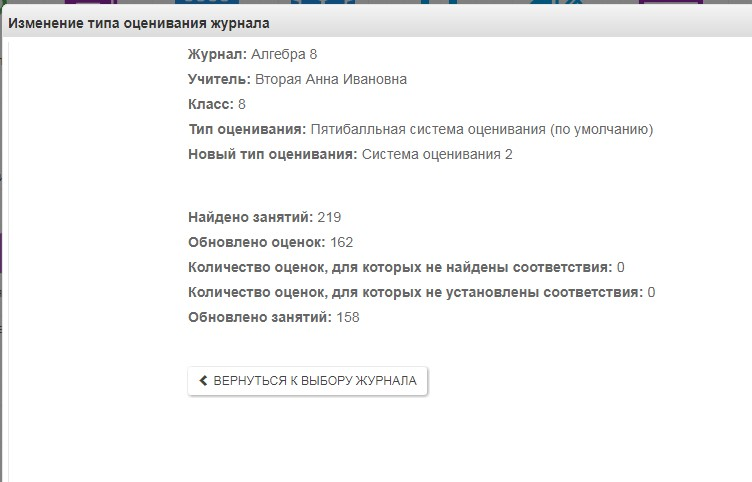 Изменение типа оценивания журнала
Журнал: Алгебра 8
Учитель: Вторая Анна Ивановна
Класс: 8
Тип оценивания: Пятибалльная система оценивания (по умолчанию)
Новый тип оценивания: Система оценивания 2
Найдено занятий: 219
Обновлено оценок: 162
Количество оценок, для которых не найдены соответствия: 0
Количество оценок, для которых не установлены соответствия: 0
Обновлено занятий: 158
ВЕРНУТЬСЯ К ВЫБОРУ ЖУРНАЛА